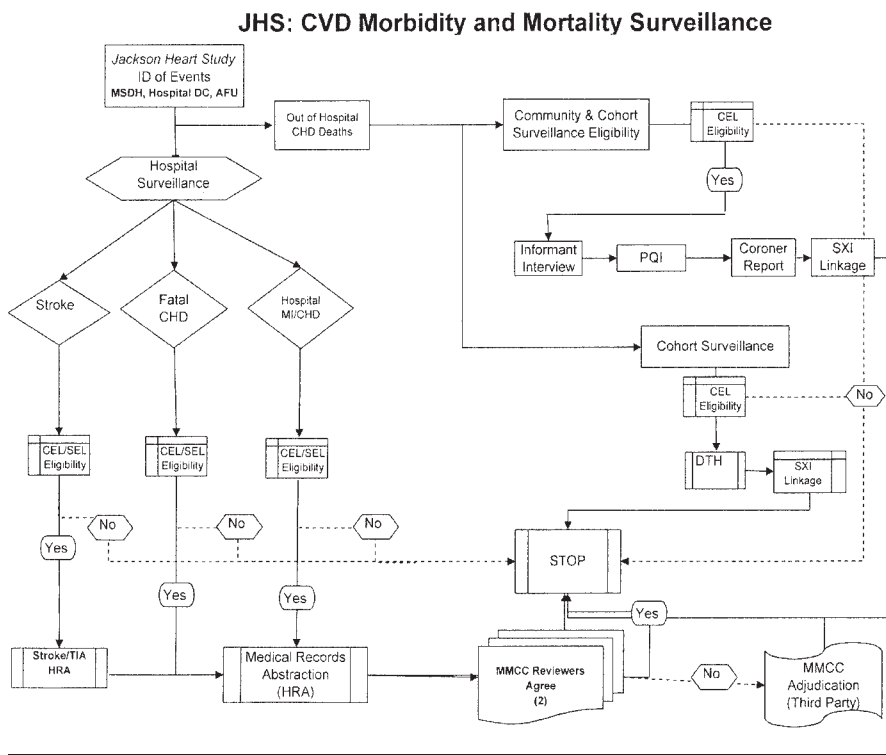 JHS: CVD Morbidity and Mortality Surveillance
Jackson Heart Study
ID of Events
MSDH, Hospital DC, AFU
Out of Hospital
CHD Deaths
Community & Cohort
Surveillance Eligibility
CEL
Eligibility
Hospital
Surveillance
Yes
Informant
Interview
PQI
Coroner
Report
SXI
Linkage
Stroke
Fatal
CHD
Hospital
MI/CHD
Cohort Surveillance
CEL
Eligibility
No
CEL/SEL
Eligibility
CEL/SEL
Eligibility
CEL/SEL
Eligibility
DTH
SXI
Linkage
No
No
No
Yes
STOP
Yes
Yes
Yes
Stroke/TIA
HRA
Medical Records
Abstraction
(HRA)
MMCC Reviewers
Agree
(2)
No
MMCC
Adjudication
(Third Party)